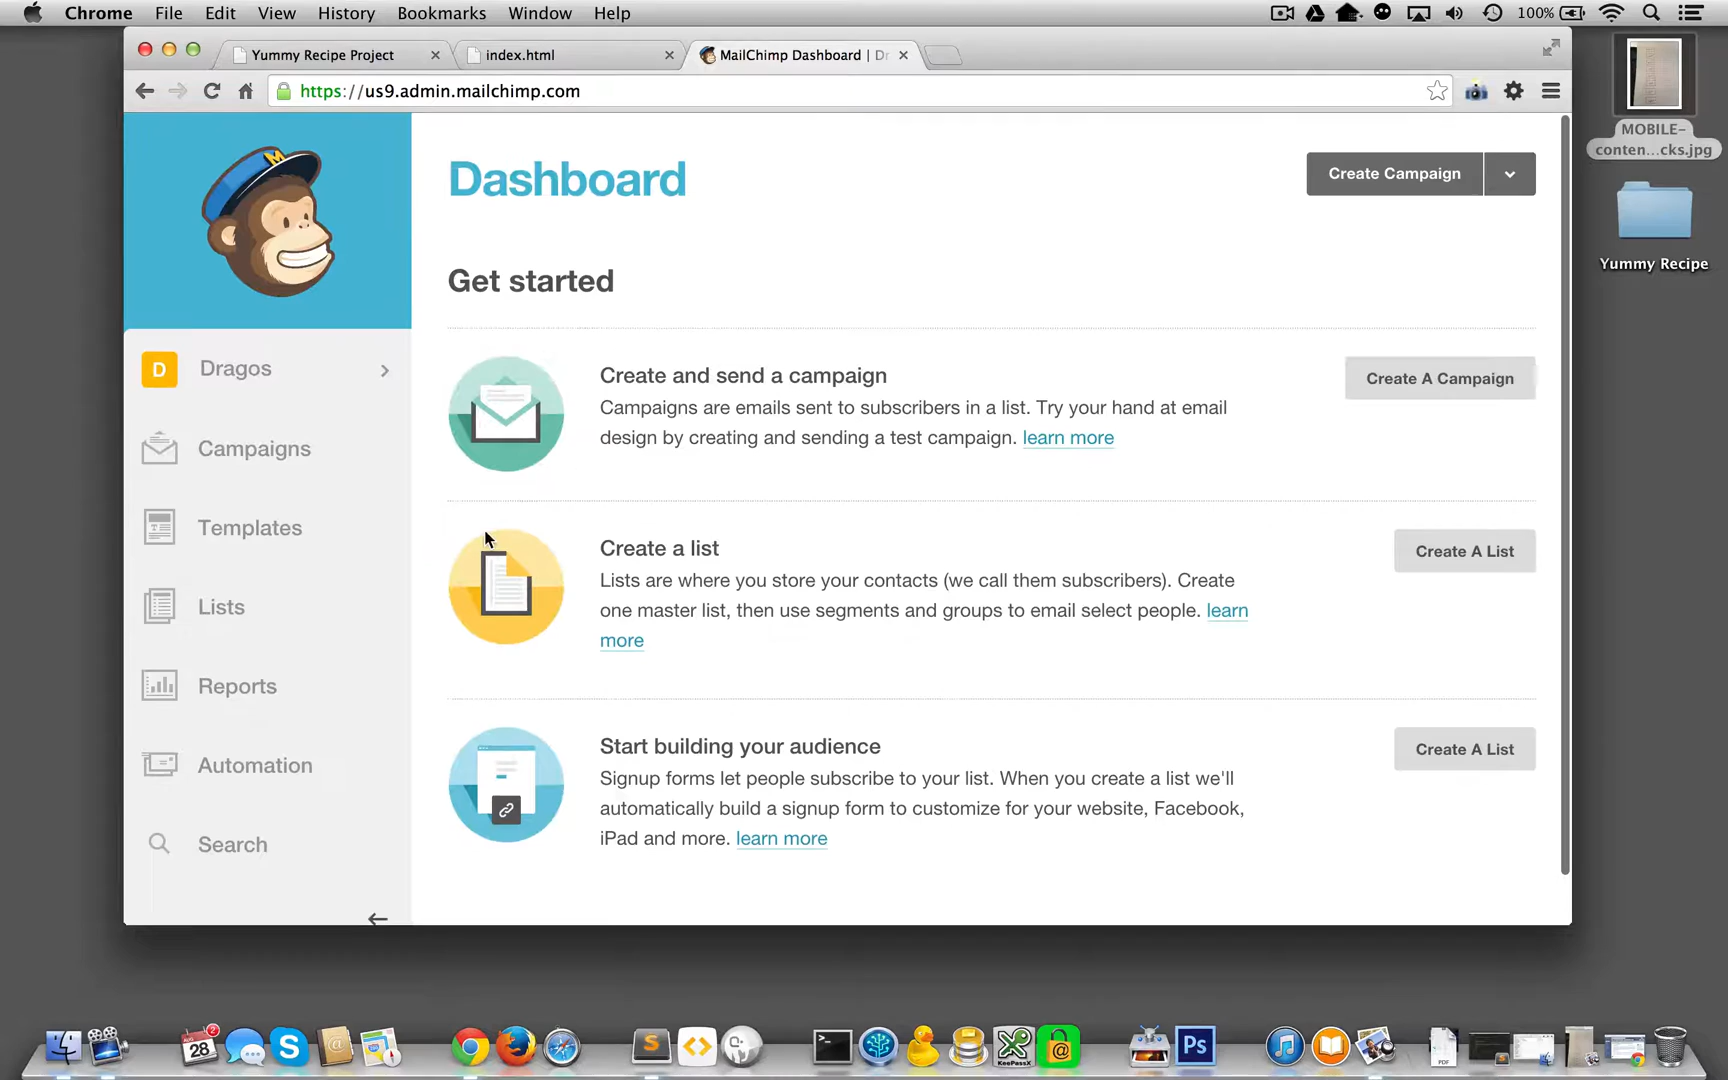 Chrome File Edit View History Bookmarks Window Help 100%
Yummy Recipe Project index.html MailChimp Dashboard | Dr
https://us9.admin.mailchimp.com
MOBILE-
conten...cks.jpg
Yummy Recipe
M
Dashboard
Create Campaign
Get started
D Dragos
Campaigns
Templates
Lists
Reports
Automation
Search
Create and send a campaign
Campaigns are emails sent to subscribers in a list. Try your hand at email
design by creating and sending a test campaign. learn more
Create A Campaign
Create a list
Lists are where you store your contacts (we call them subscribers). Create
one master list, then use segments and groups to email select people. learn
more
Create A List
Start building your audience
Signup forms let people subscribe to your list. When you create a list we'll
automatically build a signup form to customize for your website, Facebook,
iPad and more. learn more
Create A List
2
28
S
S
@
Ps
PDF